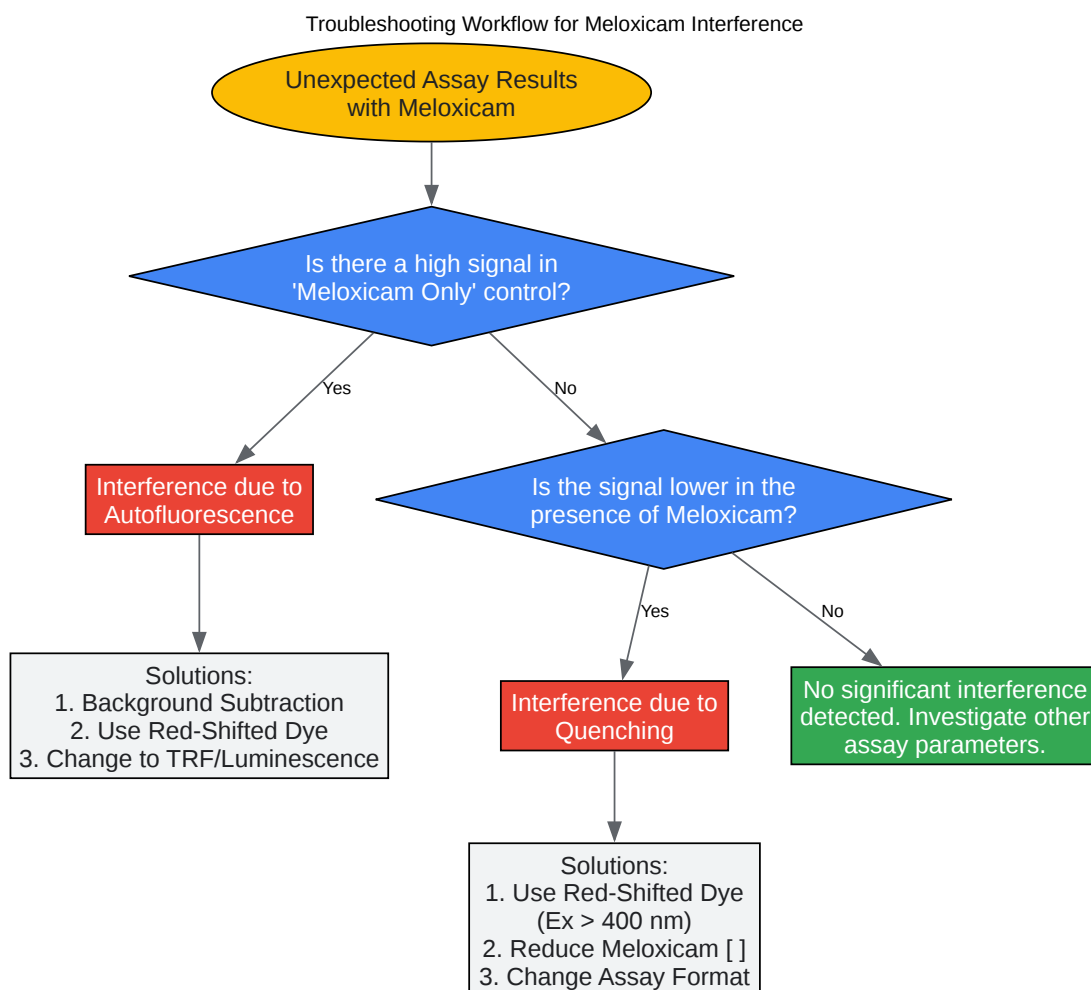 Troubleshooting Workflow for Meloxicam Interference
Unexpected Assay Results
with Meloxicam
Is there a high signal in
'Meloxicam Only' control?
Yes
No
Interference due to
Autofluorescence
Is the signal lower in the
presence of Meloxicam?
Yes
No
Solutions:
1. Background Subtraction
2. Use Red-Shifted Dye
3. Change to TRF/Luminescence
Interference due to
Quenching
No significant interference
detected. Investigate other
assay parameters.
Solutions:
1. Use Red-Shifted Dye
(Ex > 400 nm)
2. Reduce Meloxicam [ ]
3. Change Assay Format